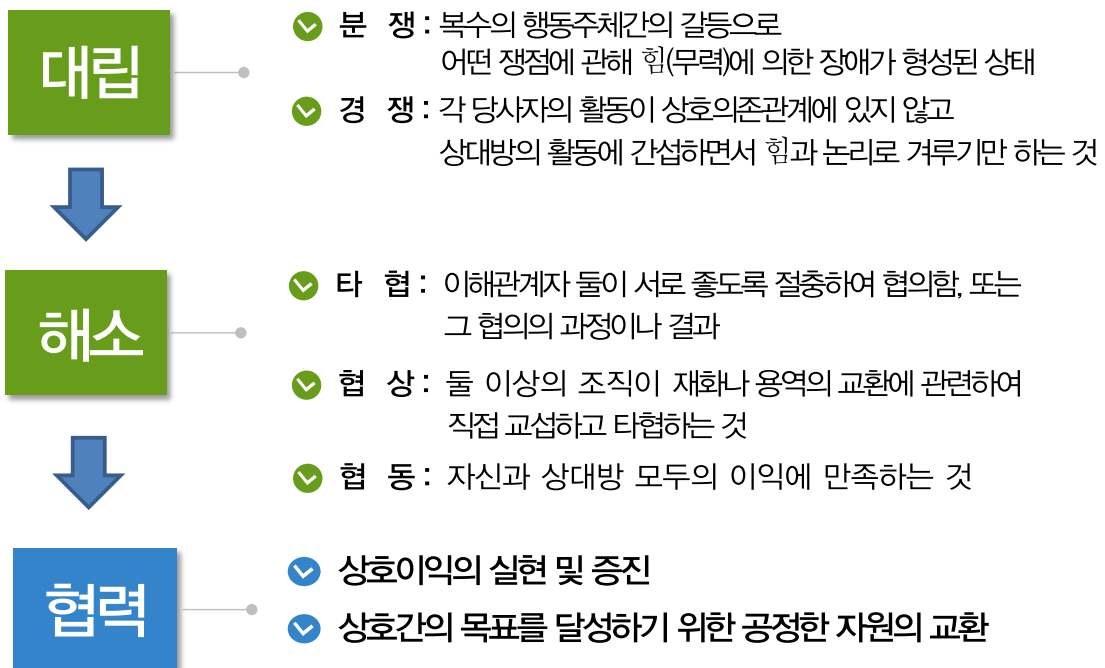 대립
분 쟁 : 복수의 행동주체간의 갈등으로
어떤 쟁점에 관해 힘(무력)에 의한 장애가 형성된 상태
경 쟁 : 각 당사자의 활동이 상호의존관계에 있지 않고
상대방의 활동에 간섭하면서 힘과 논리로 겨루기만 하는 것
해소
타 협 : 이해관계자 둘이 서로 좋도록 절충하여 협의함, 또는
그 협의의 과정이나 결과
협 상 : 둘 이상의 조직이 재화나 용역의 교환에 관련하여
직접 교섭하고 타협하는 것
협 동 : 자신과 상대방 모두의 이익에 만족하는 것
협력
상호이익의 실현 및 증진
상호간의 목표를 달성하기 위한 공정한 자원의 교환